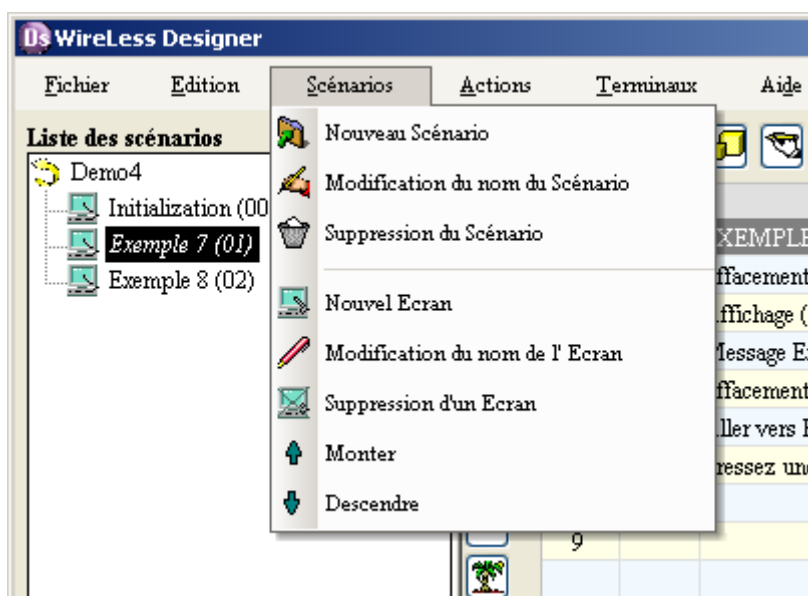 Ds WireLess Designer
Fichier Edition Scénarios Actions Terminaux Aide
Liste des scénarios
Demo4
Initialization (00
Exemple 7 (01)
Exemple 8 (02)
Nouveau Scénario
Modification du nom du Scénario
Suppression du Scénario
Nouvel Ecran
Modification du nom de l' Ecran
Suppression d'un Ecran
Monter
Descendre
XEMPLE
ffacement
ffichage (
Message E
ffacement
ller vers
ressez un
9